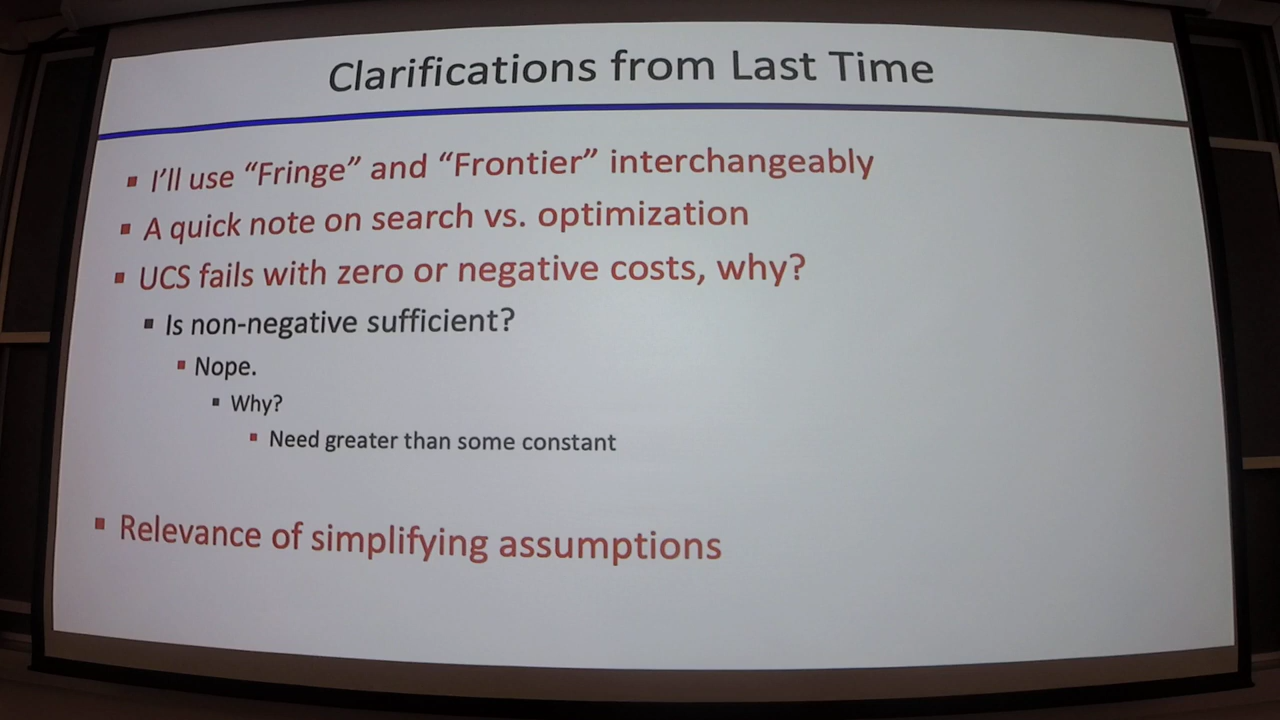 Clarifications from Last Time
I'll use “Fringe” and “Frontier” interchangeably
A quick note on search vs. optimization
UCS fails with zero or negative costs, why?
Is non-negative sufficient?
Nope.
Why?
Need greater than some constant
Relevance of simplifying assumptions